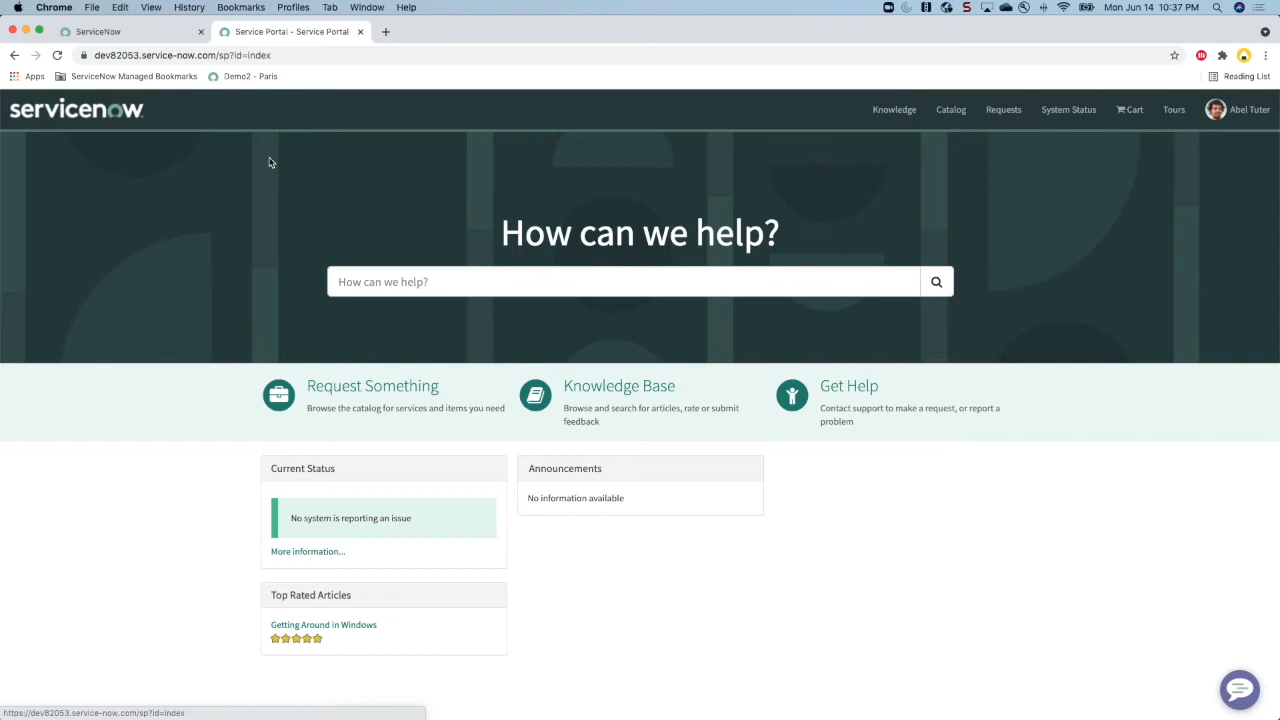 Chrome File Edit View History Bookmarks Profiles Tab Window Help Mon Jun 14 10:37 PM
ServiceNow Service Portal - Service Portal
dev82053.service-now.com/sp?id=index
Apps ServiceNow Managed Bookmarks Demo2 - Paris Reading List
servicenow Knowledge Catalog Requests System Status Cart Tours Abel Tuter
How can we help?
How can we help?
Request Something Knowledge Base Get Help
Browse the catalog for services and items you need Browse and search for articles, rate or submit Contact support to make a request, or report a
feedback problem
Current Status Announcements
No information available
No system is reporting an issue
More information...
Top Rated Articles
Getting Around in Windows
https://dev82053.service-now.com/sp?id=index